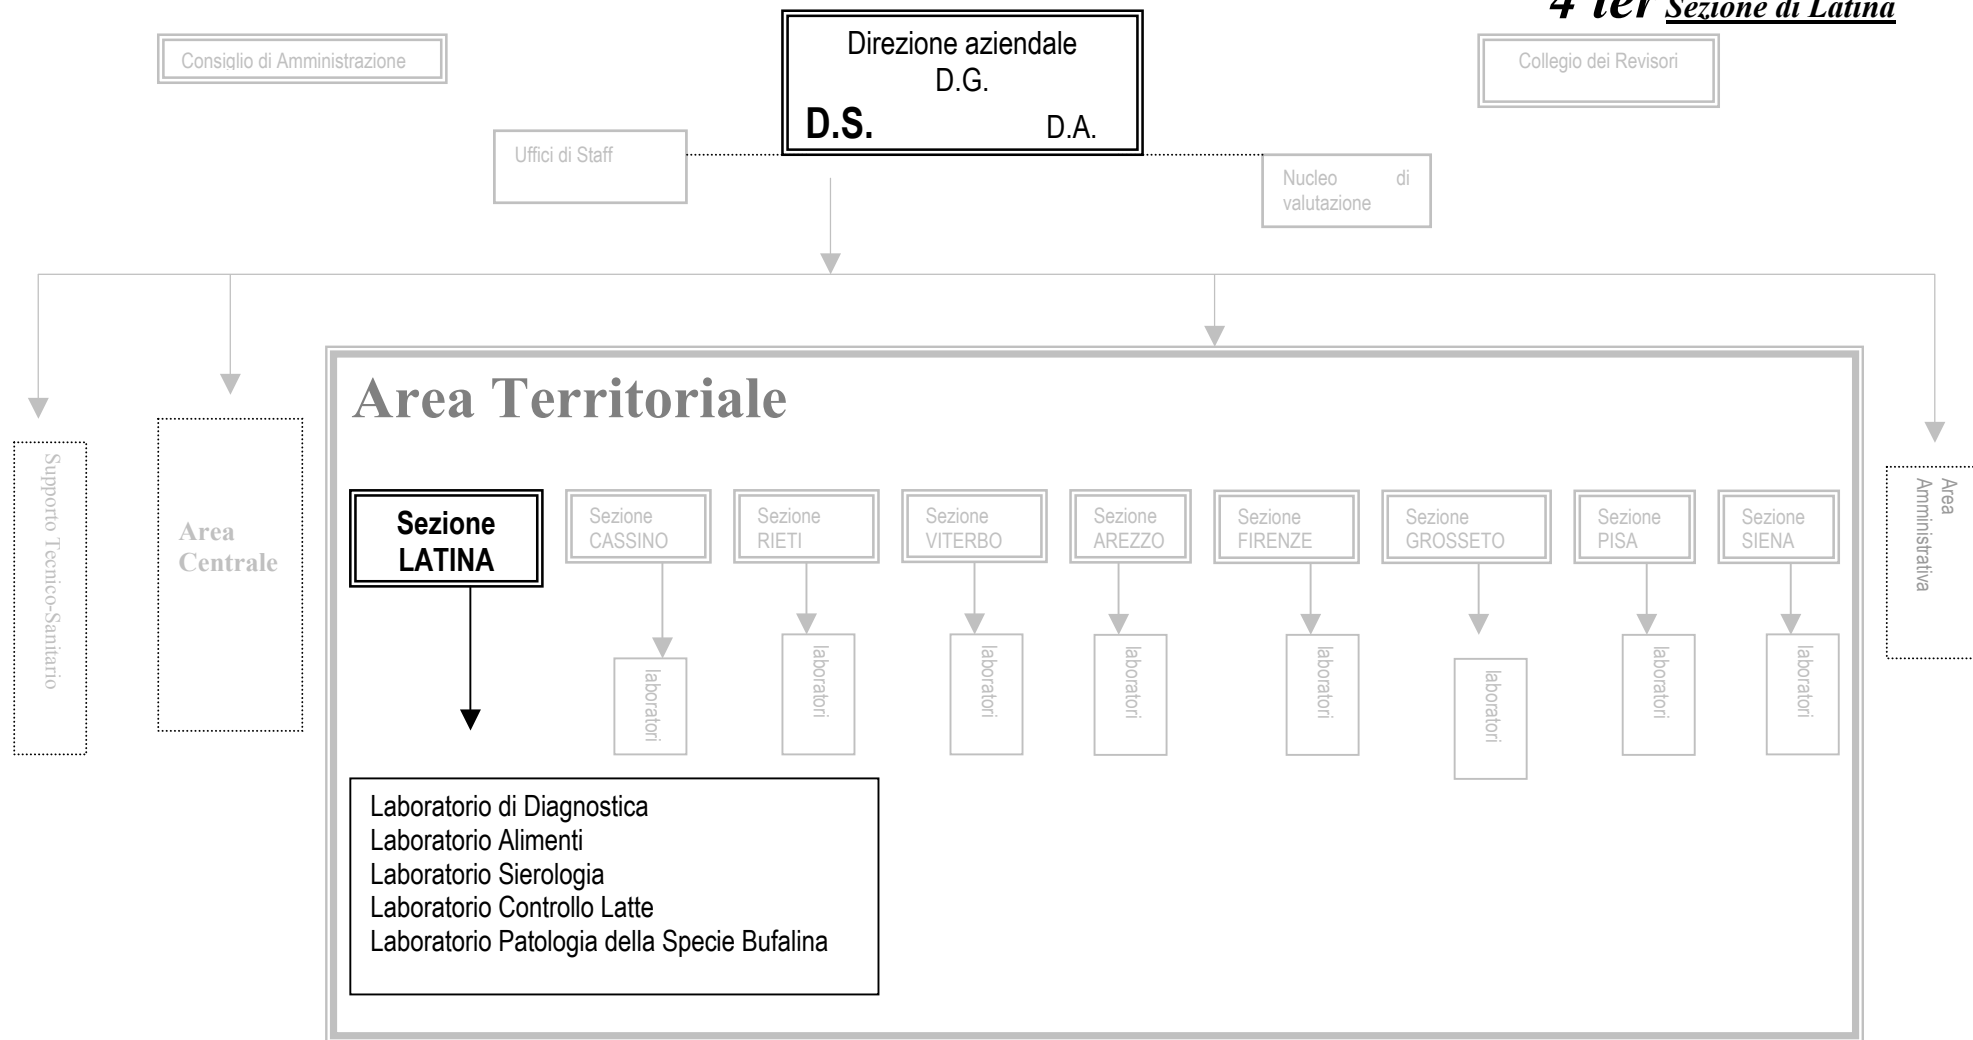 4 ter Sezione di Latina
Consiglio di Amministrazione
Direzione aziendale
D.G.
D.S. D.A.
Collegio dei Revisori
Uffici di Staff
Nucleo di
valutazione
Area Territoriale
Supporto Tecnico-Sanitario
Area
Centrale
Sezione
LATINA
Sezione
CASSINO
Sezione
RIETI
Sezione
VITERBO
Sezione
AREZZO
Sezione
FIRENZE
Sezione
GROSSETO
Sezione
PISA
Sezione
SIENA
Area
Amministrativa
laboratori
laboratori
laboratori
laboratori
laboratori
laboratori
laboratori
laboratori
Laboratorio di Diagnostica
Laboratorio Alimenti
Laboratorio Sierologia
Laboratorio Controllo Latte
Laboratorio Patologia della Specie Bufalina